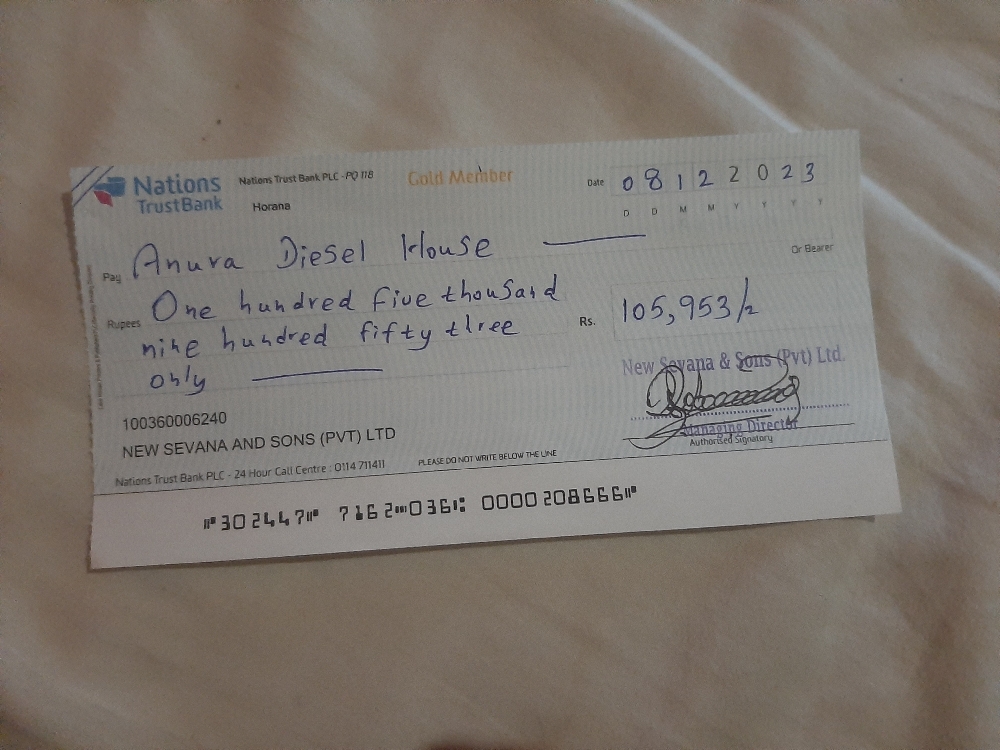 Nations Trust Bank
Nations Trust Bank PLC - PQ 118
Horana
Gold Member
Date 08122023
D D M M Y Y Y Y
Pay Anura Diesel House
Or Bearer
Rupees One hundred five thousand
nine hundred fifty three
only
Rs. 105,953/=
New Sevana & Sons (Pvt) Ltd.
Managing Director
Authorised Signatory
100360006240
NEW SEVANA AND SONS (PVT) LTD
Nations Trust Bank PLC - 24 Hour Call Centre : 0114 711411
PLEASE DO NOT WRITE BELOW THE LINE
⑈302447⑈ 7162⑉036⑆ 0000208666⑈